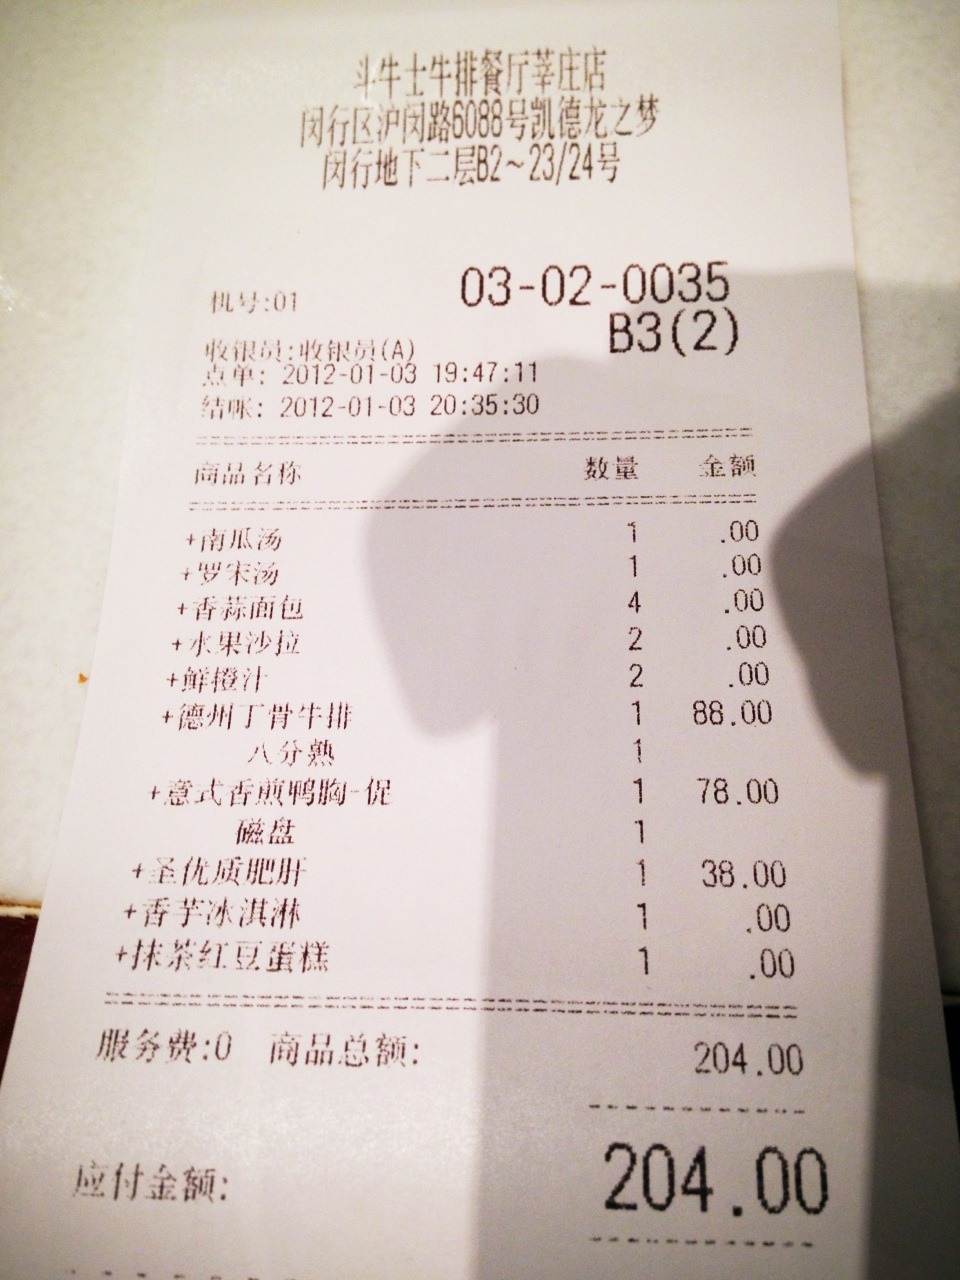 斗牛士牛排餐厅莘庄店
闵行区沪闵路6088号凯德龙之梦
闵行地下二层B2~23/24号
机号:01 03-02-0035
B3(2)
收银员:收银员(A)
点单: 2012-01-03 19:47:11
结帐: 2012-01-03 20:35:30
商品名称 数量 金额
+南瓜汤 1 .00
+罗宋汤 1 .00
+香蒜面包 4 .00
+水果沙拉 2 .00
+鲜橙汁 2 .00
+德州丁骨牛排 1 88.00
八分熟 1
+意式香煎鸭胸-促 1 78.00
磁盘 1
+圣优质肥肝 1 38.00
+香芋冰淇淋 1 .00
+抹茶红豆蛋糕 1 .00
服务费:0 商品总额: 204.00
应付金额: 204.00